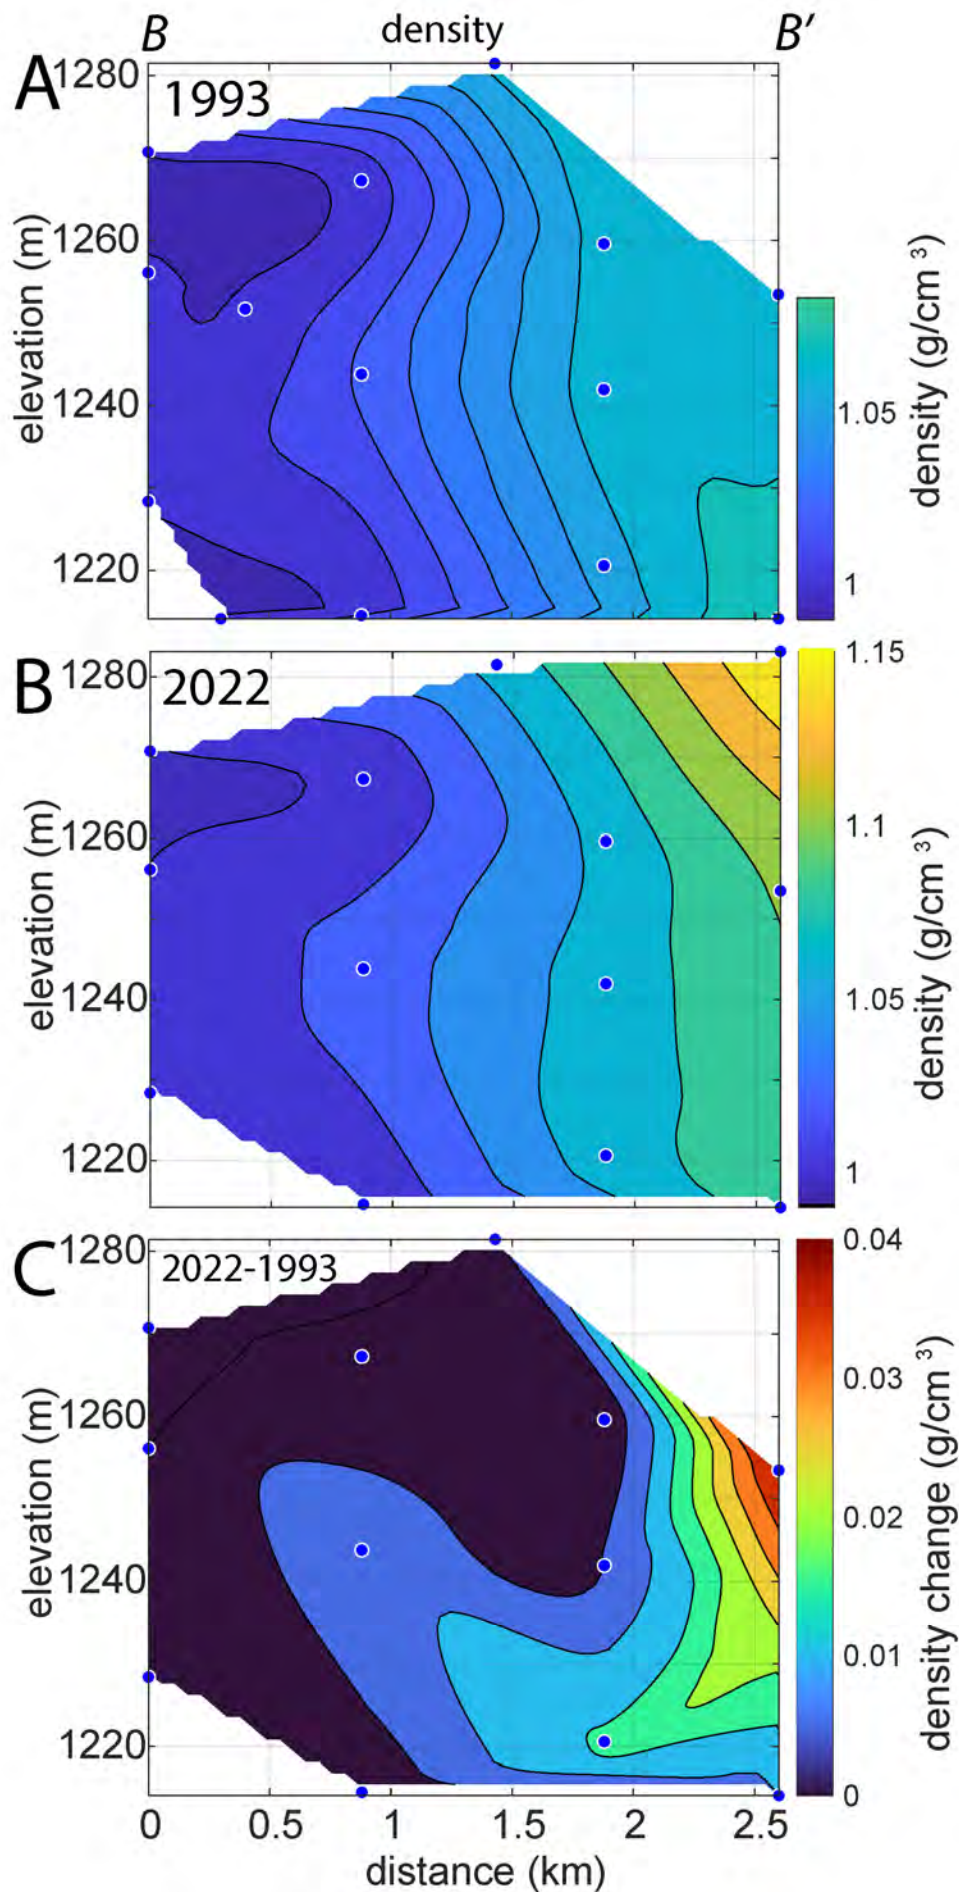 B density B′
A
1993
1280
1260
1240
1220
elevation (m)
1.05
1
density (g/cm ³)
B
2022
1280
1260
1240
1220
elevation (m)
1.15
1.1
1.05
1
density (g/cm ³)
C
2022-1993
1280
1260
1240
1220
elevation (m)
0.04
0.03
0.02
0.01
0
density change (g/cm ³)
0 0.5 1 1.5 2 2.5
distance (km)